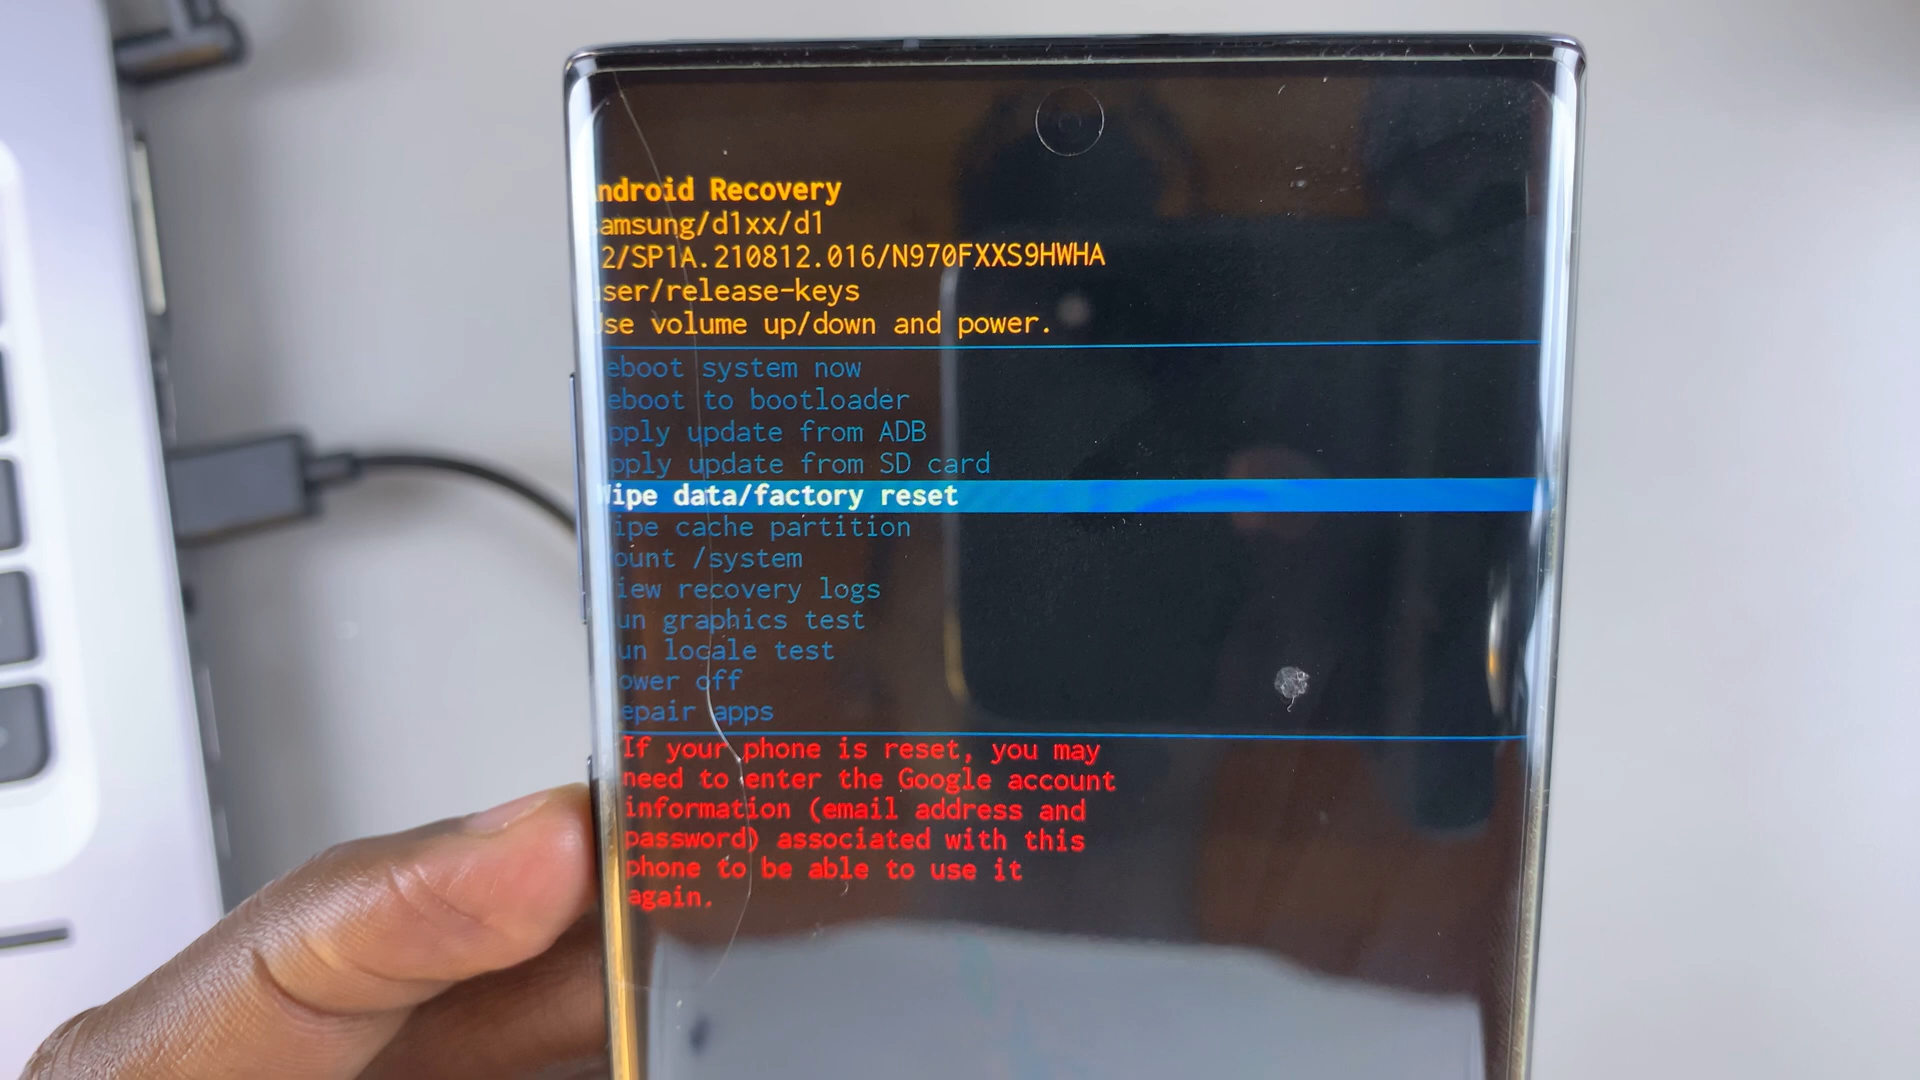 ndroid Recovery
amsung/d1xx/d1
2/SP1A.210812.016/N970FXXS9HWHA
ser/release-keys
Use volume up/down and power.
eboot system now
eboot to bootloader
pply update from ADB
pply update from SD card
Wipe data/factory reset
ipe cache partition
ount /system
iew recovery logs
un graphics test
un locale test
ower off
epair apps
If your phone is reset, you may
need to enter the Google account
information (email address and
password) associated with this
phone to be able to use it
again.